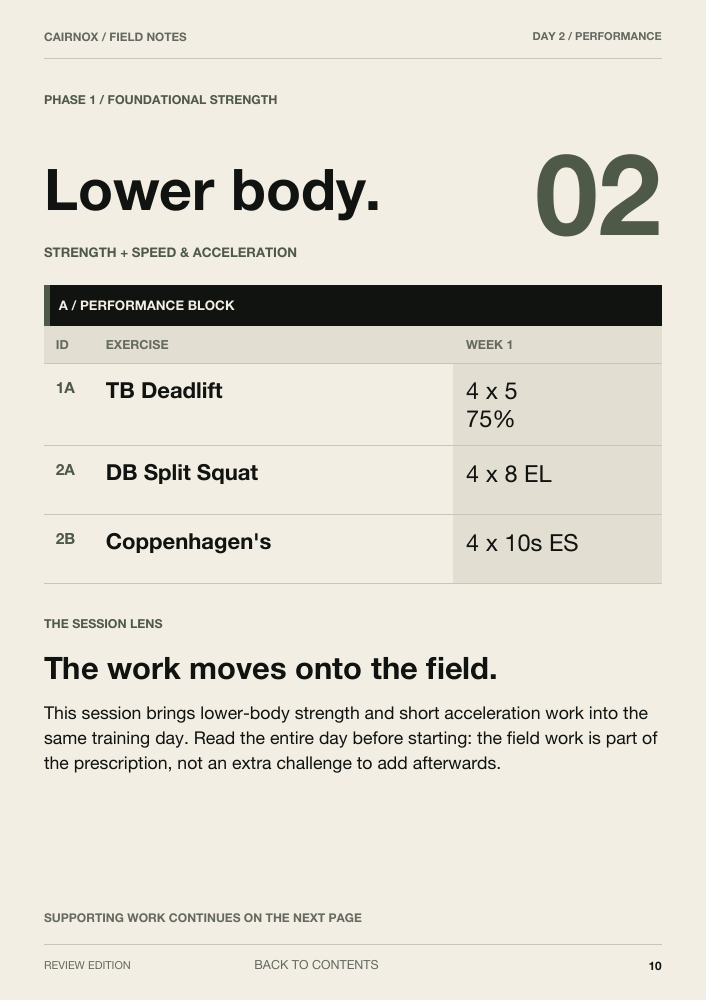 CAIRNOX / FIELD NOTES
DAY 2 / PERFORMANCE
PHASE 1 / FOUNDATIONAL STRENGTH
Lower body.
02
STRENGTH + SPEED & ACCELERATION
A / PERFORMANCE BLOCK
ID EXERCISE WEEK 1
1A TB Deadlift 4 x 5
75%
2A DB Split Squat 4 x 8 EL
2B Coppenhagen's 4 x 10s ES
THE SESSION LENS
The work moves onto the field.
This session brings lower-body strength and short acceleration work into the
same training day. Read the entire day before starting: the field work is part of
the prescription, not an extra challenge to add afterwards.
SUPPORTING WORK CONTINUES ON THE NEXT PAGE
REVIEW EDITION BACK TO CONTENTS 10